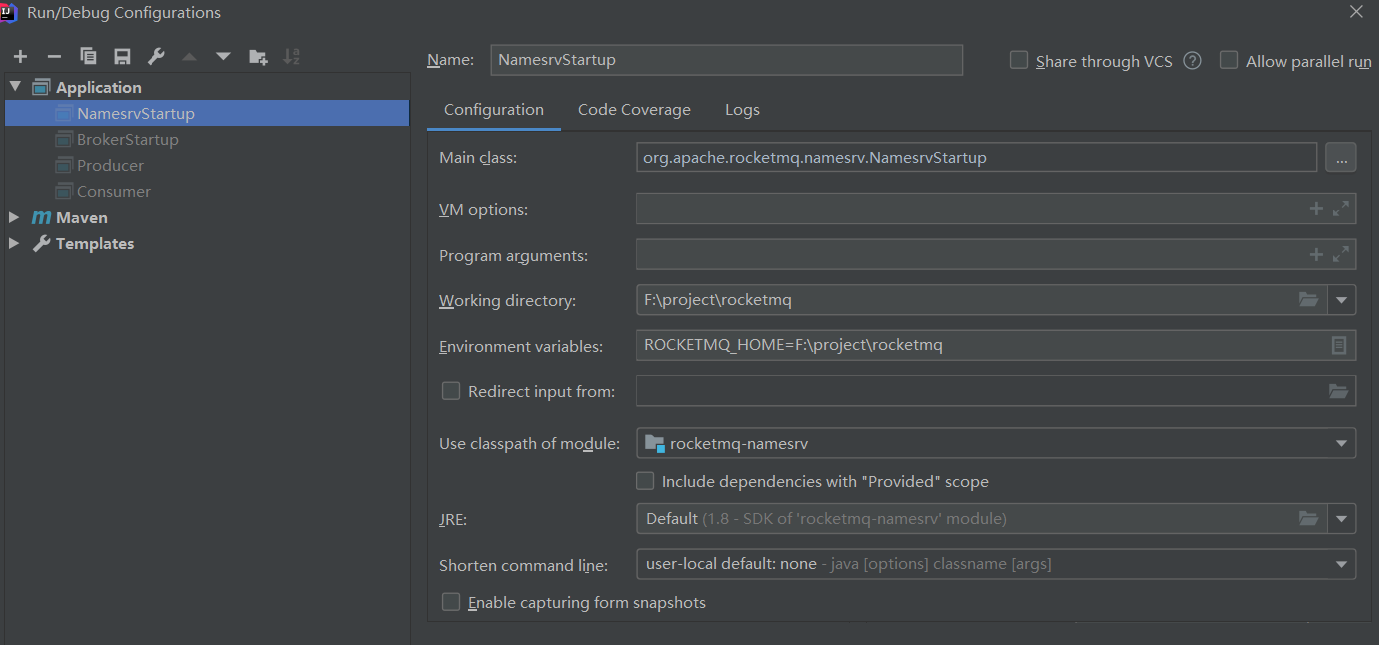 Run/Debug Configurations
Name: NamesrvStartup Share through VCS ? Allow parallel run
Application
NamesrvStartup
BrokerStartup
Producer
Consumer
m Maven
Templates
Configuration Code Coverage Logs
Main class: org.apache.rocketmq.namesrv.NamesrvStartup ...
VM options:
Program arguments:
Working directory: F:\project\rocketmq
Environment variables: ROCKETMQ_HOME=F:\project\rocketmq
Redirect input from:
Use classpath of module: rocketmq-namesrv
Include dependencies with "Provided" scope
JRE: Default (1.8 - SDK of 'rocketmq-namesrv' module)
Shorten command line: user-local default: none - java [options] classname [args]
Enable capturing form snapshots